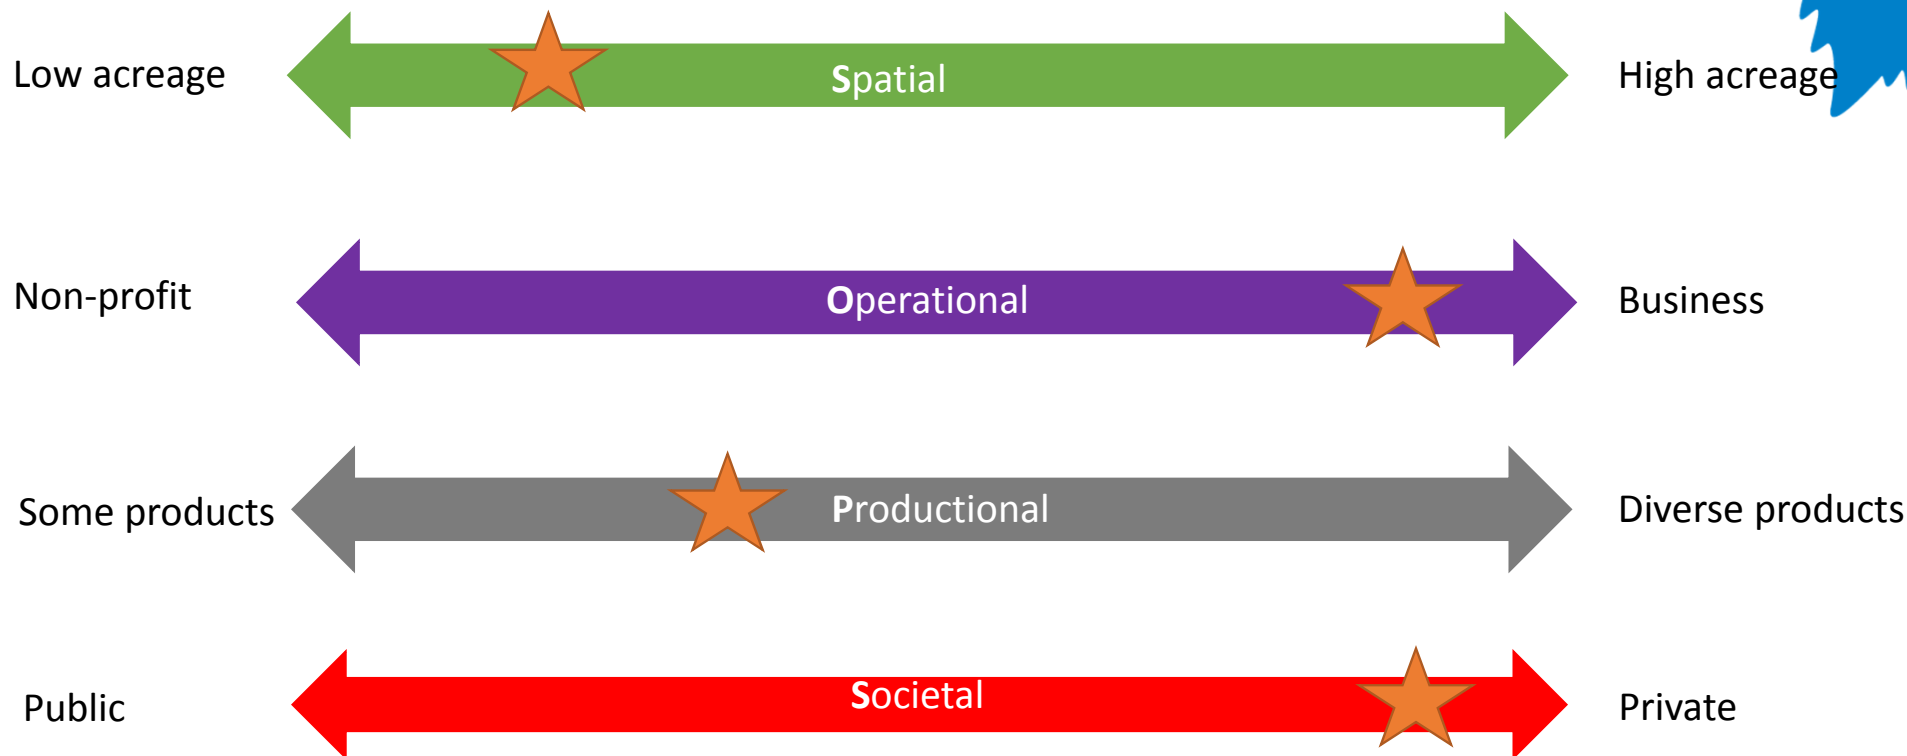 Low acreage Spatial High acreage
Non-profit Operational Business
Some products Productional Diverse products
Public Societal Private